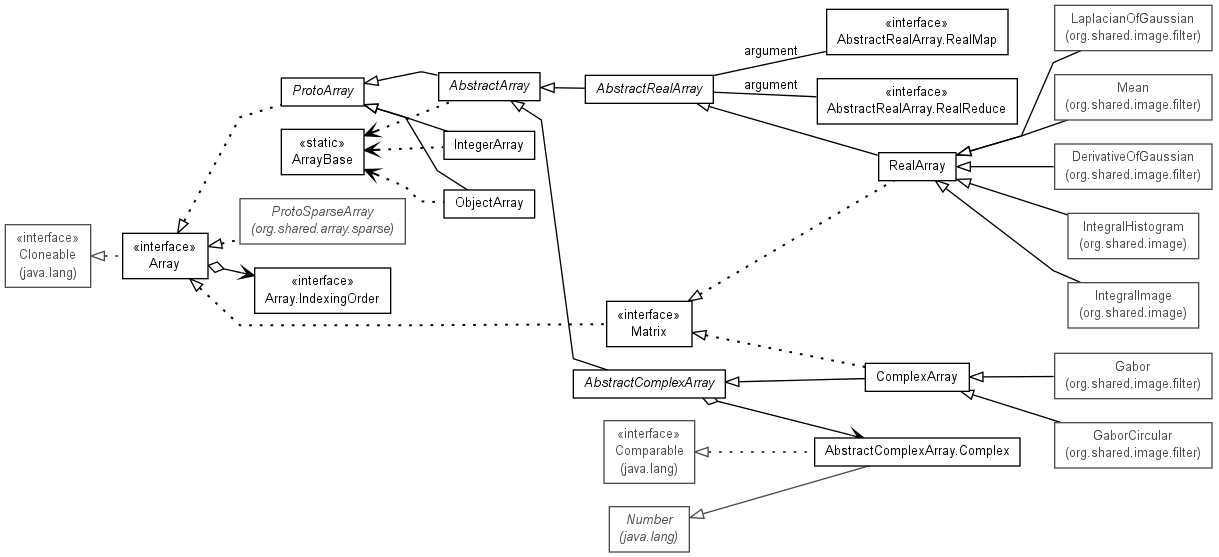 LaplacianOfGaussian
(org.shared.image.filter)
«interface»
AbstractRealArray.RealMap
argument
Mean
(org.shared.image.filter)
ProtoArray
AbstractArray
AbstractRealArray
argument
«interface»
AbstractRealArray.RealReduce
«static»
ArrayBase
IntegerArray
RealArray
DerivativeOfGaussian
(org.shared.image.filter)
ObjectArray
ProtoSparseArray
(org.shared.array.sparse)
IntegralHistogram
(org.shared.image)
«interface»
Cloneable
(java.lang)
«interface»
Array
«interface»
Array.IndexingOrder
IntegralImage
(org.shared.image)
«interface»
Matrix
AbstractComplexArray
ComplexArray
Gabor
(org.shared.image.filter)
«interface»
Comparable
(java.lang)
AbstractComplexArray.Complex
GaborCircular
(org.shared.image.filter)
Number
(java.lang)